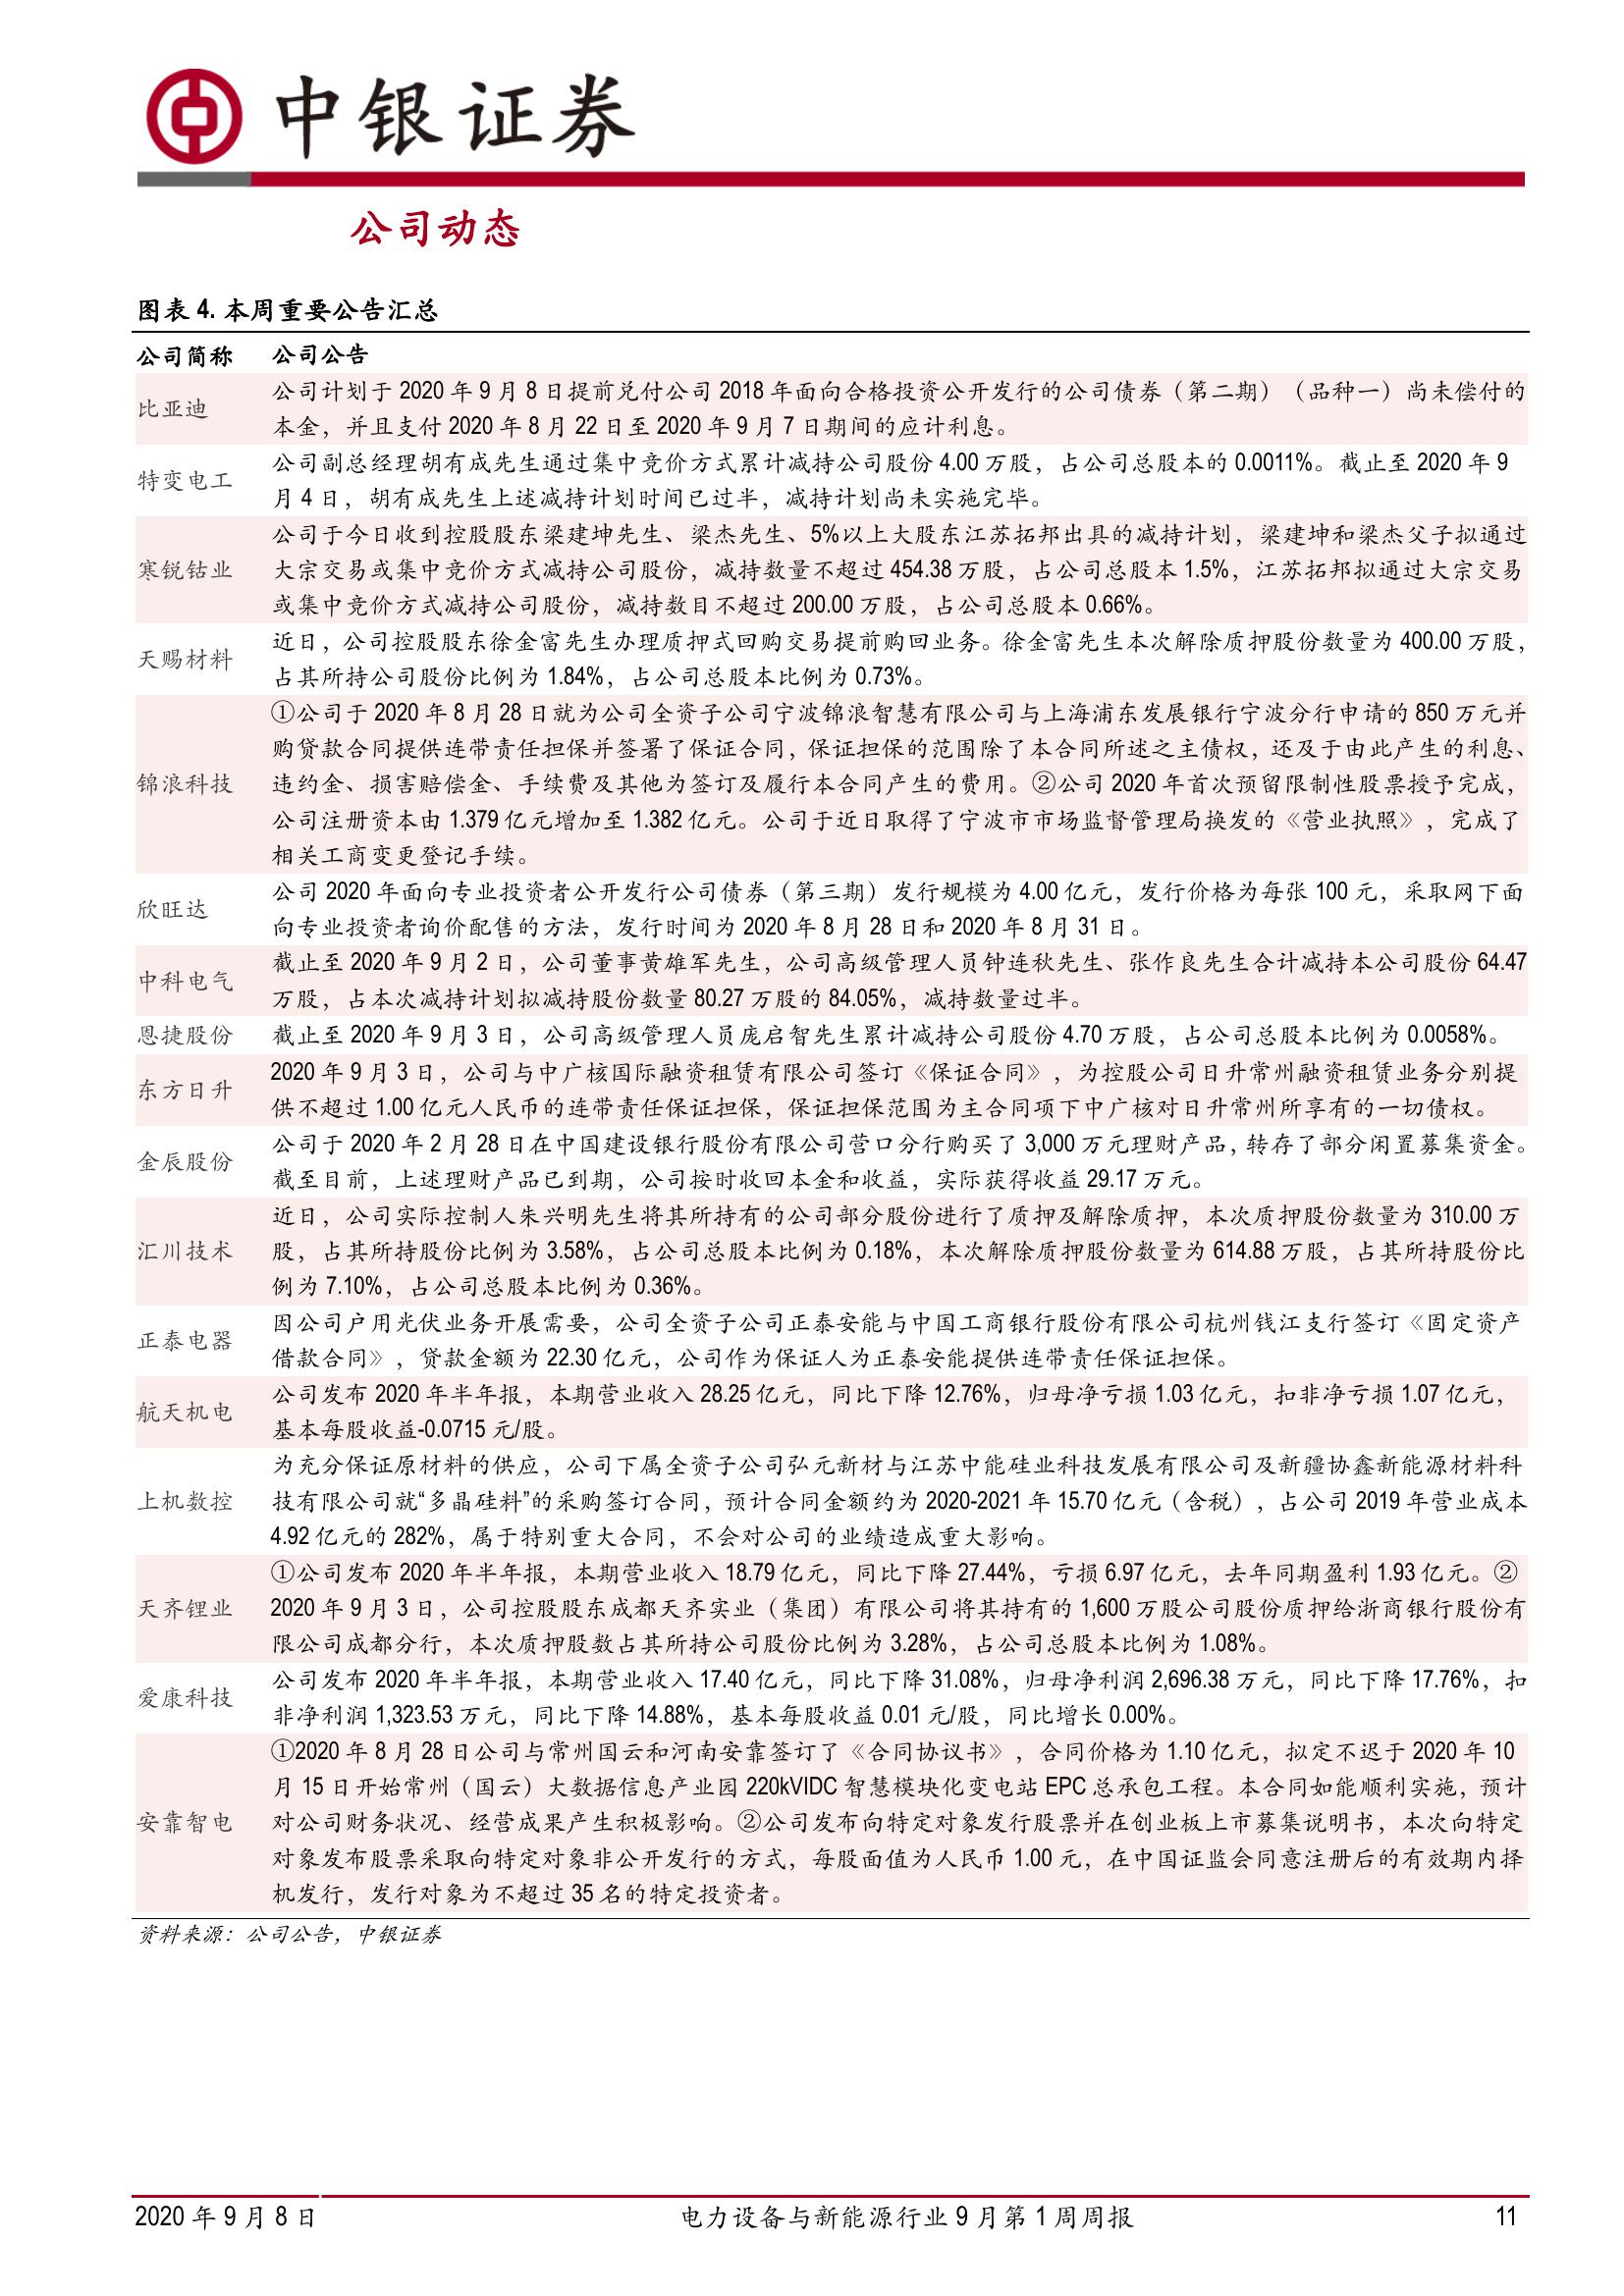 中银证券
公司动态
图表 4. 本周重要公告汇总
公司简称 公司公告
比亚迪
公司计划于 2020 年 9 月 8 日提前兑付公司 2018 年面向合格投资公开发行的公司债券（第二期）（品种一）尚未偿付的
本金，并且支付 2020 年 8 月 22 日至 2020 年 9 月 7 日期间的应计利息。
特变电工
公司副总经理胡有成先生通过集中竞价方式累计减持公司股份 4.00 万股，占公司总股本的 0.0011%。截止至 2020 年 9
月 4 日，胡有成先生上述减持计划时间已过半，减持计划尚未实施完毕。
寒锐钴业
公司于今日收到控股股东梁建坤先生、梁杰先生、5%以上大股东江苏拓邦出具的减持计划，梁建坤和梁杰父子拟通过
大宗交易或集中竞价方式减持公司股份，减持数量不超过 454.38 万股，占公司总股本 1.5%，江苏拓邦拟通过大宗交易
或集中竞价方式减持公司股份，减持数目不超过 200.00 万股，占公司总股本 0.66%。
天赐材料
近日，公司控股股东徐金富先生办理质押式回购交易提前购回业务。徐金富先生本次解除质押股份数量为 400.00 万股，
占其所持公司股份比例为 1.84%，占公司总股本比例为 0.73%。
锦浪科技
①公司于 2020 年 8 月 28 日就为公司全资子公司宁波锦浪智慧有限公司与上海浦东发展银行宁波分行申请的 850 万元并
购贷款合同提供连带责任担保并签署了保证合同，保证担保的范围除了本合同所述之主债权，还及于由此产生的利息、
违约金、损害赔偿金、手续费及其他为签订及履行本合同产生的费用。②公司 2020 年首次预留限制性股票授予完成，
公司注册资本由 1.379 亿元增加至 1.382 亿元。公司于近日取得了宁波市市场监督管理局换发的《营业执照》，完成了
相关工商变更登记手续。
欣旺达
公司 2020 年面向专业投资者公开发行公司债券（第三期）发行规模为 4.00 亿元，发行价格为每张 100 元，采取网下面
向专业投资者询价配售的方法，发行时间为 2020 年 8 月 28 日和 2020 年 8 月 31 日。
中科电气
截止至 2020 年 9 月 2 日，公司董事黄雄军先生，公司高级管理人员钟连秋先生、张作良先生合计减持本公司股份 64.47
万股，占本次减持计划拟减持股份数量 80.27 万股的 84.05%，减持数量过半。
恩捷股份
截止至 2020 年 9 月 3 日，公司高级管理人员庞启智先生累计减持公司股份 4.70 万股，占公司总股本比例为 0.0058%。
东方日升
2020 年 9 月 3 日，公司与中广核国际融资租赁有限公司签订《保证合同》，为控股公司日升常州融资租赁业务分别提
供不超过 1.00 亿元人民币的连带责任保证担保，保证担保范围为主合同项下中广核对日升常州所享有的一切债权。
金辰股份
公司于 2020 年 2 月 28 日在中国建设银行股份有限公司营口分行购买了 3,000 万元理财产品，转存了部分闲置募集资金。
截至目前，上述理财产品已到期，公司按时收回本金和收益，实际获得收益 29.17 万元。
汇川技术
近日，公司实际控制人朱兴明先生将其所持有的公司部分股份进行了质押及解除质押，本次质押股份数量为 310.00 万
股，占其所持股份比例为 3.58%，占公司总股本比例为 0.18%，本次解除质押股份数量为 614.88 万股，占其所持股份比
例为 7.10%，占公司总股本比例为 0.36%。
正泰电器
因公司户用光伏业务开展需要，公司全资子公司正泰安能与中国工商银行股份有限公司杭州钱江支行签订《固定资产
借款合同》，贷款金额为 22.30 亿元，公司作为保证人为正泰安能提供连带责任保证担保。
航天机电
公司发布 2020 年半年报，本期营业收入 28.25 亿元，同比下降 12.76%，归母净亏损 1.03 亿元，扣非净亏损 1.07 亿元，
基本每股收益-0.0715 元/股。
上机数控
为充分保证原材料的供应，公司下属全资子公司弘元新材与江苏中能硅业科技发展有限公司及新疆协鑫新能源材料科
技有限公司就“多晶硅料”的采购签订合同，预计合同金额约为 2020-2021 年 15.70 亿元（含税），占公司 2019 年营业成本
4.92 亿元的 282%，属于特别重大合同，不会对公司的业绩造成重大影响。
天齐锂业
①公司发布 2020 年半年报，本期营业收入 18.79 亿元，同比下降 27.44%，亏损 6.97 亿元，去年同期盈利 1.93 亿元。②
2020 年 9 月 3 日，公司控股股东成都天齐实业（集团）有限公司将其持有的 1,600 万股公司股份质押给浙商银行股份有
限公司成都分行，本次质押股数占其所持公司股份比例为 3.28%，占公司总股本比例为 1.08%。
爱康科技
公司发布 2020 年半年报，本期营业收入 17.40 亿元，同比下降 31.08%，归母净利润 2,696.38 万元，同比下降 17.76%，扣
非净利润 1,323.53 万元，同比下降 14.88%，基本每股收益 0.01 元/股，同比增长 0.00%。
安靠智电
①2020 年 8 月 28 日公司与常州国云和河南安靠签订了《合同协议书》，合同价格为 1.10 亿元，拟定不迟于 2020 年 10
月 15 日开始常州（国云）大数据信息产业园 220kVIDC 智慧模块化变电站 EPC 总承包工程。本合同如能顺利实施，预计
对公司财务状况、经营成果产生积极影响。②公司发布向特定对象发行股票并在创业板上市募集说明书，本次向特定
对象发布股票采取向特定对象非公开发行的方式，每股面值为人民币 1.00 元，在中国证监会同意注册后的有效期内择
机发行，发行对象为不超过 35 名的特定投资者。
资料来源：公司公告，中银证券
2020 年 9 月 8 日 电力设备与新能源行业 9 月第 1 周周报 11